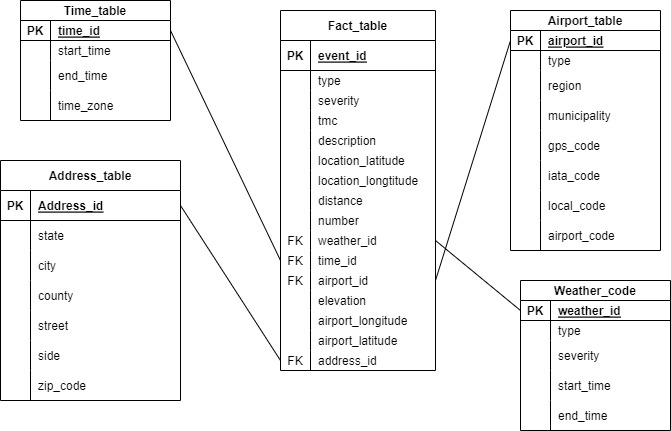 Time_table
PK time_id
start_time
end_time
time_zone
Address_table
PK Address_id
state
city
county
street
side
zip_code
Fact_table
PK event_id
type
severity
tmc
description
location_latitude
location_longtitude
distance
number
FK weather_id
FK time_id
FK airport_id
elevation
airport_longitude
airport_latitude
FK address_id
Airport_table
PK airport_id
type
region
municipality
gps_code
iata_code
local_code
airport_code
Weather_code
PK weather_id
type
severity
start_time
end_time